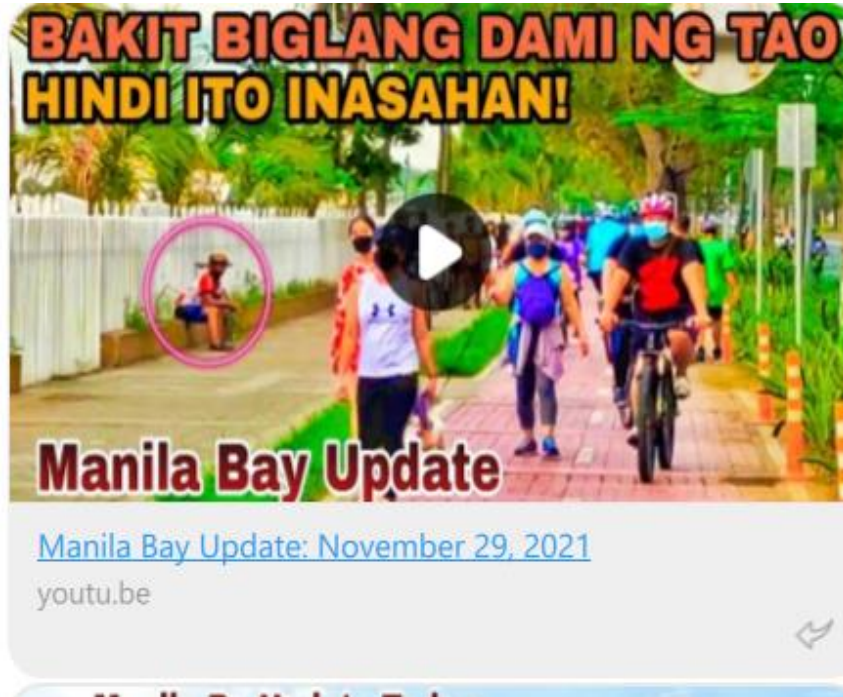 BAKIT BIGLANG DAMI NG TAO
HINDI ITO INASAHAN!
Manila Bay Update
Manila Bay Update: November 29, 2021
youtu.be